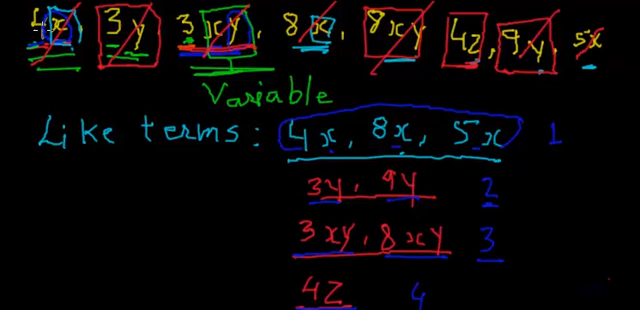 4x, 3y 3xy, 8x, 8xy 4z, 9y, 5x
Variable
Like terms: 4x, 8x, 5x 1
3y, 9y 2
3xy, 8xy 3
4z 4